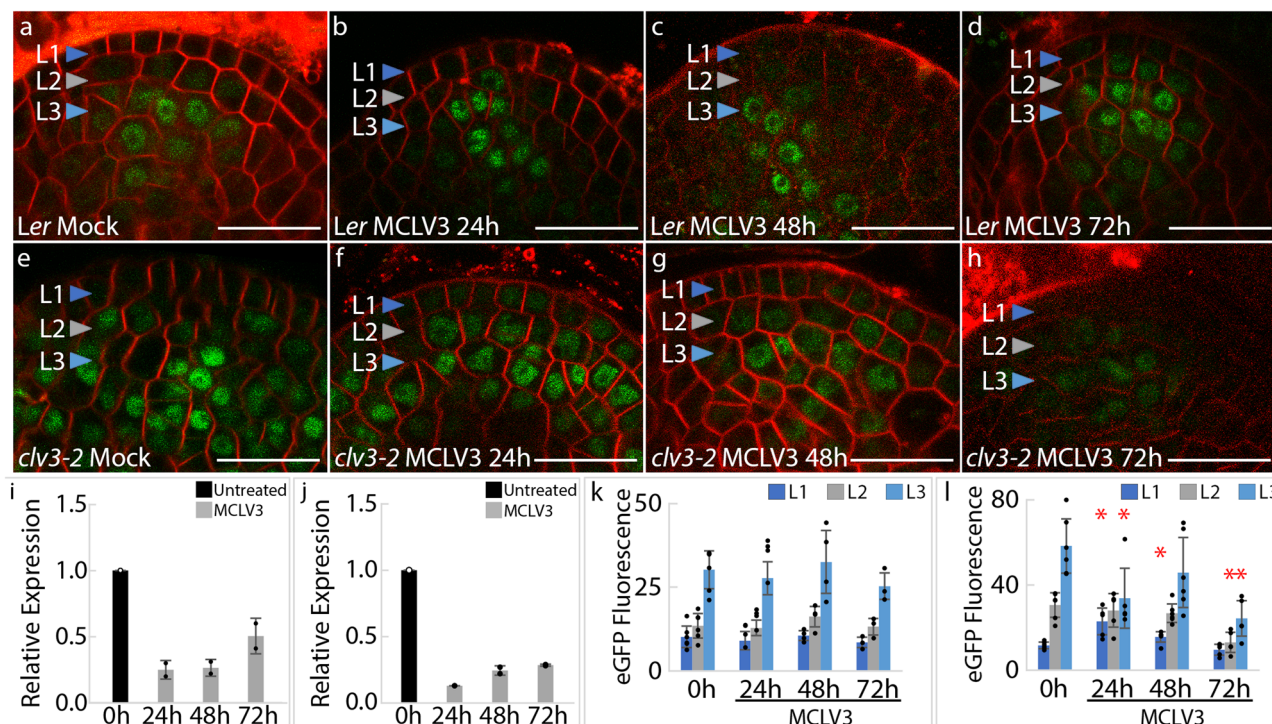 a
L1
L2
L3
Ler Mock
b
L1
L2
L3
Ler MCLV3 24h
c
L1
L2
L3
Ler MCLV3 48h
d
L1
L2
L3
Ler MCLV3 72h
e
L1
L2
L3
clv3-2 Mock
f
L1
L2
L3
clv3-2 MCLV3 24h
g
L1
L2
L3
clv3-2 MCLV3 48h
h
L1
L2
L3
clv3-2 MCLV3 72h
i
Untreated
MCLV3
Relative Expression
1.5
1.0
0.5
0.0
0h 24h 48h 72h
j
Untreated
MCLV3
Relative Expression
1.5
1.0
0.5
0.0
0h 24h 48h 72h
k
L1 L2 L3
eGFP Fluorescence
50
25
0
0h 24h 48h 72h
MCLV3
l
L1 L2 L3
eGFP Fluorescence
80
40
0
* *
*
**
0h 24h 48h 72h
MCLV3